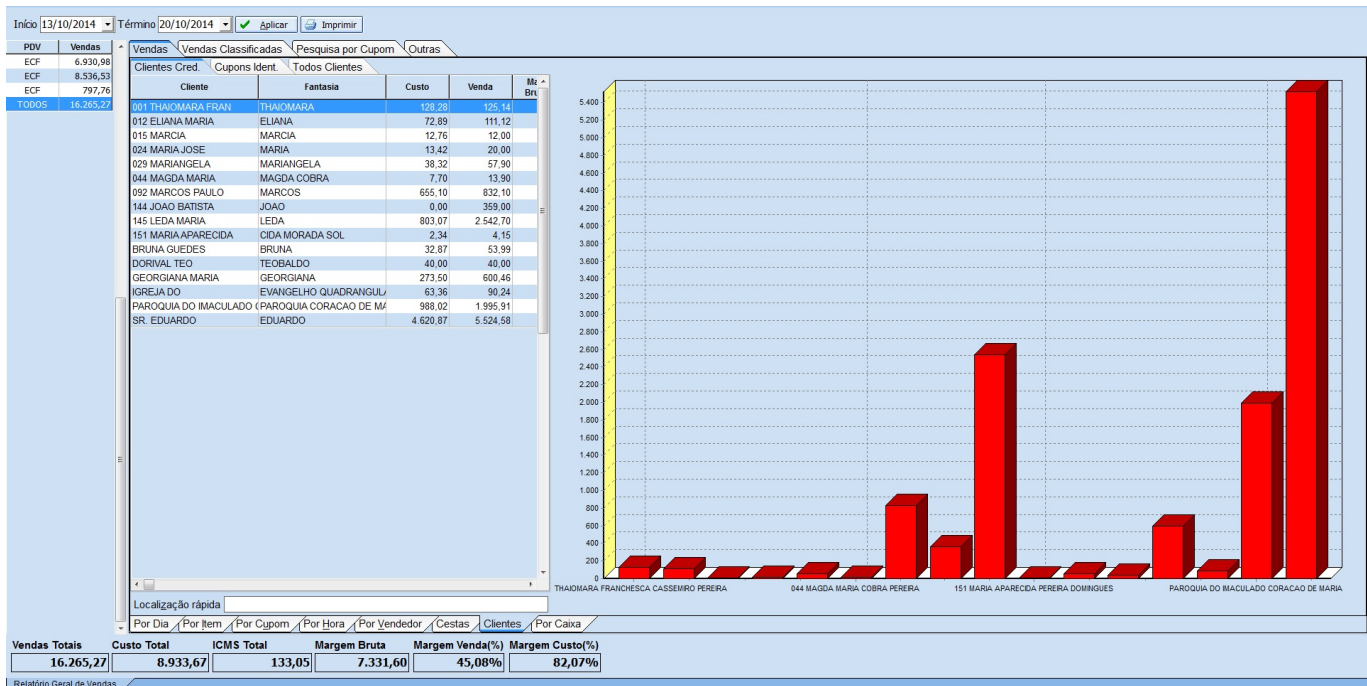 Início 13/10/2014 Término 20/10/2014 Aplicar Imprimir
PDV Vendas
ECF 6.930,98
ECF 8.536,53
ECF 797,76
TODOS 16.265,27
Vendas Vendas Classificadas Pesquisa por Cupom Outras
Clientes Cred. Cupons Ident. Todos Clientes
Cliente Fantasia Custo Venda Ma
Bru
001 THAIOMARA FRAN THAIOMARA 128,28 125,14
012 ELIANA MARIA ELIANA 72,89 111,12
015 MARCIA MARCIA 12,76 12,00
024 MARIA JOSE MARIA 13,42 20,00
029 MARIANGELA MARIANGELA 38,32 57,90
044 MAGDA MARIA MAGDA COBRA 7,70 13,90
092 MARCOS PAULO MARCOS 655,10 832,10
144 JOAO BATISTA JOAO 0,00 359,00
145 LEDA MARIA LEDA 803,07 2.542,70
151 MARIA APARECIDA CIDA MORADA SOL 2,34 4,15
BRUNA GUEDES BRUNA 32,87 53,99
DORIVAL TEO TEOBALDO 40,00 40,00
GEORGIANA MARIA GEORGIANA 273,50 600,46
IGREJA DO EVANGELHO QUADRANGUL 63,36 90,24
PAROQUIA DO IMACULADO ( PAROQUIA CORACAO DE MA 988,02 1.995,91
SR. EDUARDO EDUARDO 4.620,87 5.524,58
5.400
5.200
5.000
4.800
4.600
4.400
4.200
4.000
3.800
3.600
3.400
3.200
3.000
2.800
2.600
2.400
2.200
2.000
1.800
1.600
1.400
1.200
1.000
800
600
400
200
0
THAIOMARA FRANCHESCA CASSEMIRO PEREIRA 044 MAGDA MARIA COBRA PEREIRA 151 MARIA APARECIDA PEREIRA DOMINGUES PAROQUIA DO IMACULADO CORACAO DE MARIA
Localização rápida
Por Dia Por Item Por Cupom Por Hora Por Vendedor Cestas Clientes Por Caixa
Vendas Totais Custo Total ICMS Total Margem Bruta Margem Venda(%) Margem Custo(%)
16.265,27 8.933,67 133,05 7.331,60 45,08% 82,07%
Relatório Geral de Vendas